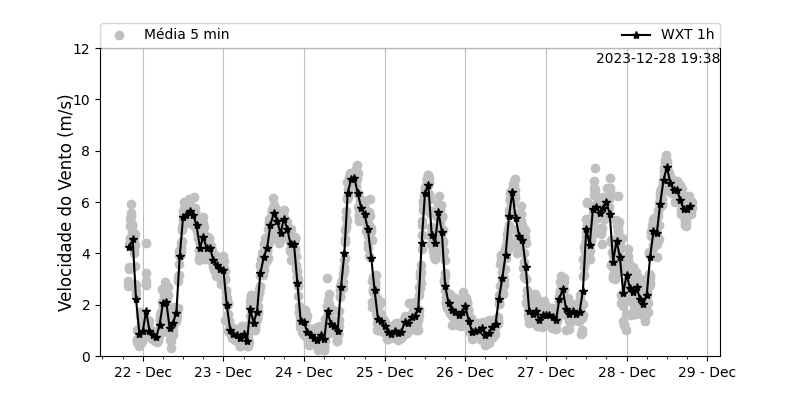 Média 5 min
WXT 1h
2023-12-28 19:38
Velocidade do Vento (m/s)
12
10
8
6
4
2
0
22 - Dec
23 - Dec
24 - Dec
25 - Dec
26 - Dec
27 - Dec
28 - Dec
29 - Dec